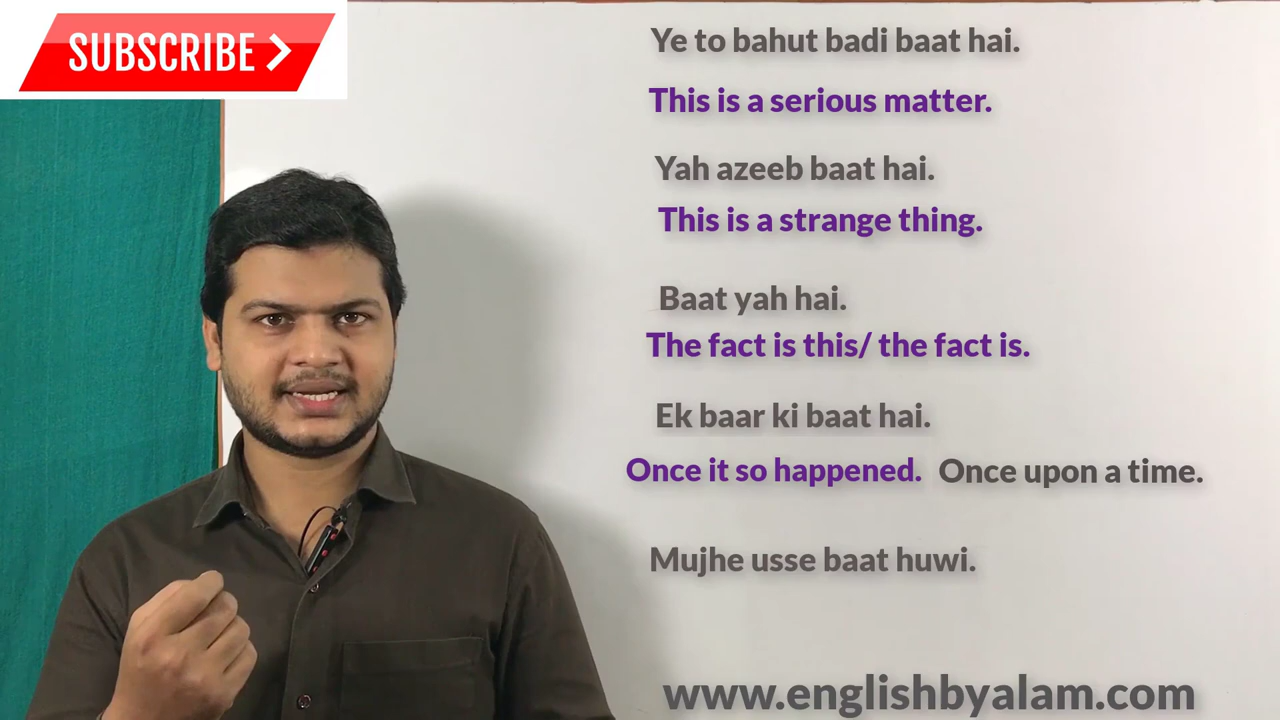 SUBSCRIBE
Ye to bahut badi baat hai.
This is a serious matter.
Yah azeeb baat hai.
This is a strange thing.
Baat yah hai.
The fact is this/ the fact is.
Ek baar ki baat hai.
Once it so happened. Once upon a time.
Mujhe usse baat huwi.
www.englishbyalam.com